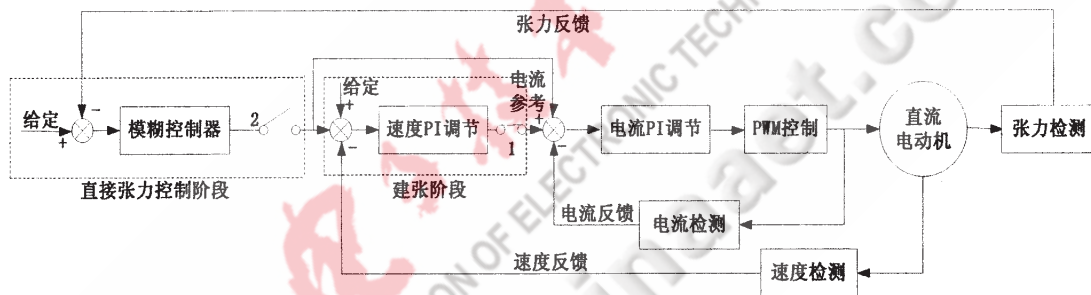 张力反馈
给定
-
+
模糊控制器
2
直接张力控制阶段
给定
+
-
速度PI调节
1
建张阶段
电流
参考
+
+
-
电流PI调节
PWM控制
直流
电动机
张力检测
电流反馈
电流检测
速度反馈
速度检测